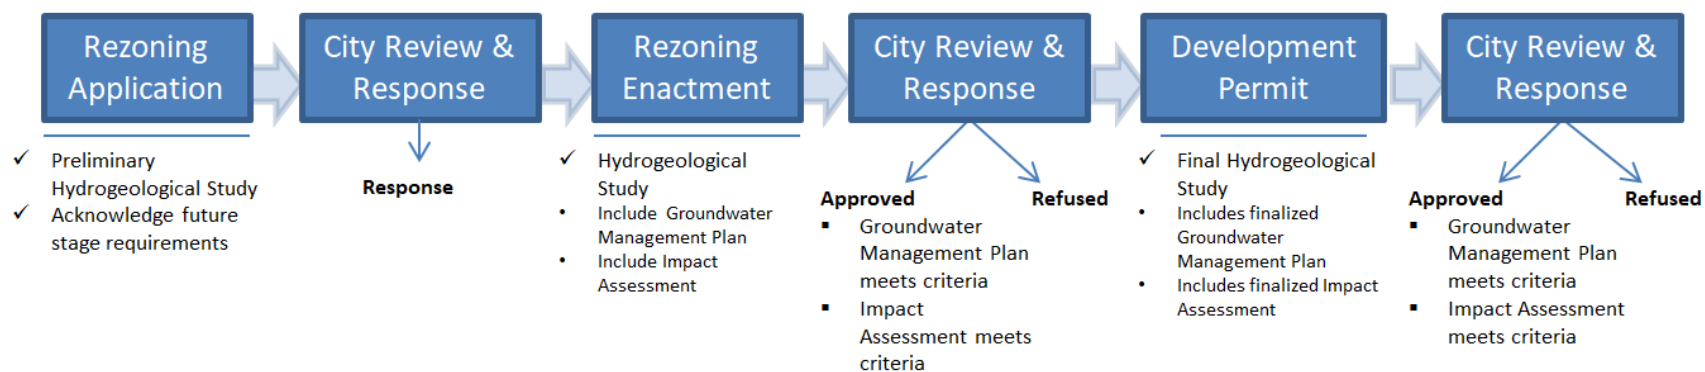 Rezoning
Application
City Review &
Response
Rezoning
Enactment
City Review &
Response
Development
Permit
City Review &
Response
✓ Preliminary
Hydrogeological Study
✓ Acknowledge future
stage requirements
Response
✓ Hydrogeological
Study
• Include Groundwater
Management Plan
• Include Impact
Assessment
Approved
▪ Groundwater
Management Plan
meets criteria
▪ Impact
Assessment meets
criteria
Refused
✓ Final Hydrogeological
Study
• Includes finalized
Groundwater
Management Plan
• Includes finalized Impact
Assessment
Approved
▪ Groundwater
Management Plan
meets criteria
▪ Impact Assessment
meets criteria
Refused